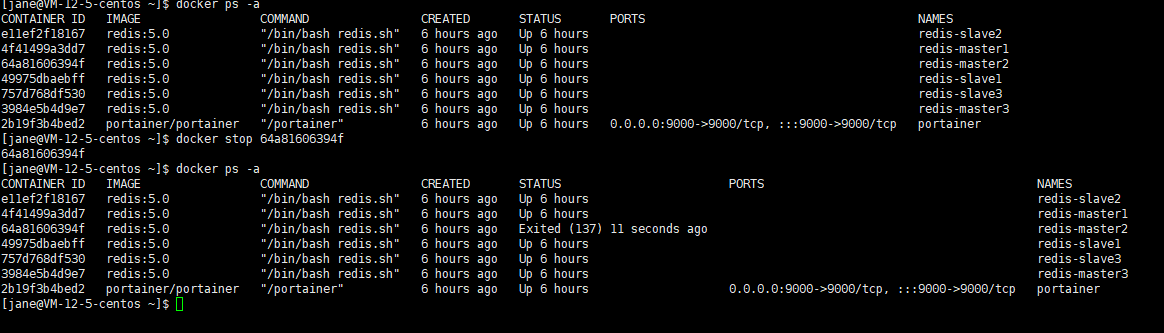 [jane@VM-12-5-centos ~]$ docker ps -a
CONTAINER ID   IMAGE                 COMMAND                  CREATED       STATUS       PORTS                                       NAMES
e11ef2f18167   redis:5.0             "/bin/bash redis.sh"   6 hours ago   Up 6 hours                                               redis-slave2
4f41499a3dd7   redis:5.0             "/bin/bash redis.sh"   6 hours ago   Up 6 hours                                               redis-master1
64a81606394f   redis:5.0             "/bin/bash redis.sh"   6 hours ago   Up 6 hours                                               redis-master2
49975dbaebff   redis:5.0             "/bin/bash redis.sh"   6 hours ago   Up 6 hours                                               redis-slave1
757d768df530   redis:5.0             "/bin/bash redis.sh"   6 hours ago   Up 6 hours                                               redis-slave3
3984e5b4d9e7   redis:5.0             "/bin/bash redis.sh"   6 hours ago   Up 6 hours                                               redis-master3
2b19f3b4bed2   portainer/portainer   "/portainer"           6 hours ago   Up 6 hours   0.0.0.0:9000->9000/tcp, :::9000->9000/tcp   portainer
[jane@VM-12-5-centos ~]$ docker stop 64a81606394f
64a81606394f
[jane@VM-12-5-centos ~]$ docker ps -a
CONTAINER ID   IMAGE                 COMMAND                CREATED       STATUS                        PORTS                                       NAMES
e11ef2f18167   redis:5.0             "/bin/bash redis.sh"   6 hours ago   Up 6 hours                                                                redis-slave2
4f41499a3dd7   redis:5.0             "/bin/bash redis.sh"   6 hours ago   Up 6 hours                                                                redis-master1
64a81606394f   redis:5.0             "/bin/bash redis.sh"   6 hours ago   Exited (137) 11 seconds ago                                               redis-master2
49975dbaebff   redis:5.0             "/bin/bash redis.sh"   6 hours ago   Up 6 hours                                                                redis-slave1
757d768df530   redis:5.0             "/bin/bash redis.sh"   6 hours ago   Up 6 hours                                                                redis-slave3
3984e5b4d9e7   redis:5.0             "/bin/bash redis.sh"   6 hours ago   Up 6 hours                                                                redis-master3
2b19f3b4bed2   portainer/portainer   "/portainer"           6 hours ago   Up 6 hours                    0.0.0.0:9000->9000/tcp, :::9000->9000/tcp   portainer
[jane@VM-12-5-centos ~]$